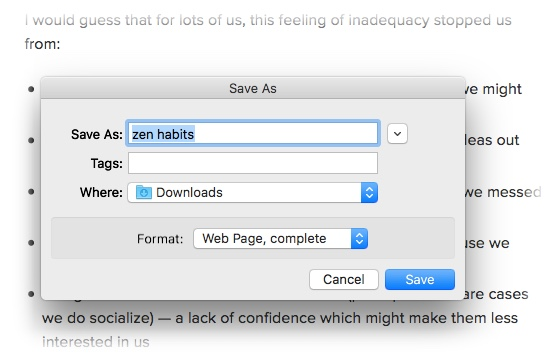 I would guess that for lots of us, this feeling of inadequacy stopped us
from:
we might
Save As
Save As: zen habits
leas out
Tags:
Where: Downloads
we messed
Format: Web Page, complete
use we
Cancel Save
are cases
we do socialize) — a lack of confidence which might make them less
interested in us